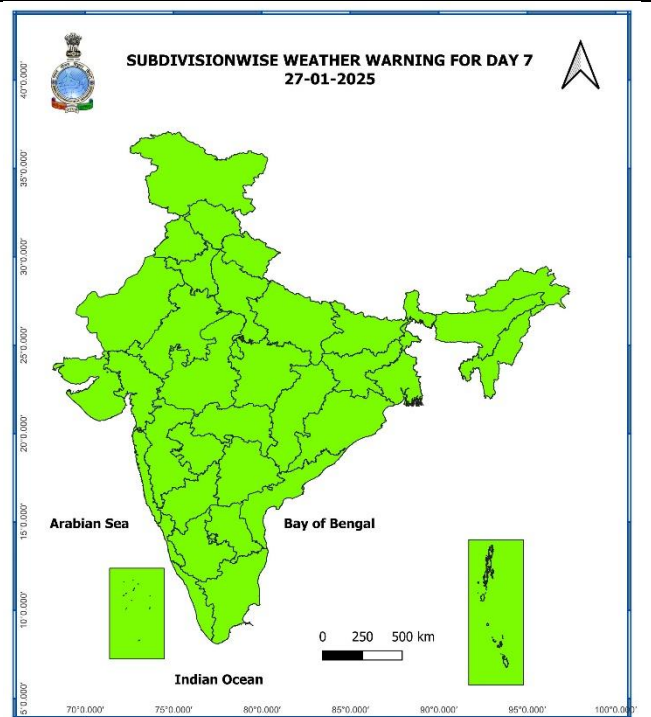 SUBDIVISIONWISE WEATHER WARNING FOR DAY 7
27-01-2025
40°0.000'
35°0.000'
30°0.000'
25°0.000'
20°0.000'
15°0.000'
10°0.000'
5°0.000'
Arabian Sea
Bay of Bengal
0 250 500 km
Indian Ocean
70°0.000' 75°0.000' 80°0.000' 85°0.000' 90°0.000' 95°0.000' 100°0.000'